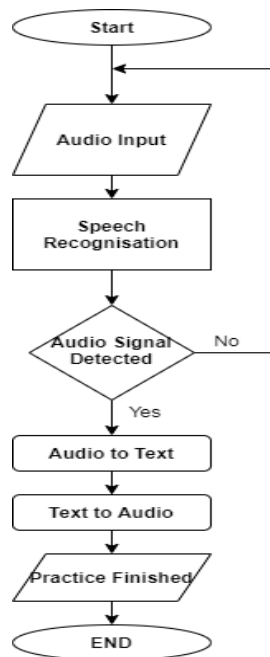 Start
Audio Input
Speech
Recognisation
Audio Signal
Detected
No
Yes
Audio to Text
Text to Audio
Practice Finished
END